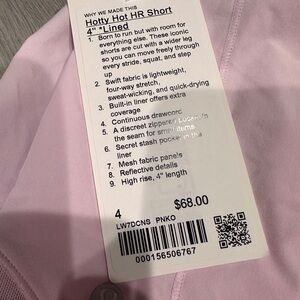 WHY WE MADE THIS
Hotty Hot HR Short
4" *Lined
1. Born to run but with room for
everything else. These iconic
shorts are cut with a wider leg
so you can move freely through
every stride, squat, and step
up
2. Swift fabric is lightweight,
four-way stretch,
sweat-wicking, and quick-drying
3. Built-in liner offers extra
coverage
4. Continuous drawcord
5. A discreet zippered
the seam for small items
6. Secret stash pocket in the
liner
7. Mesh fabric panels
8. Reflective details
9. High rise, 4" length
4
$68.00
LW7DCNS PNKO
000156506767